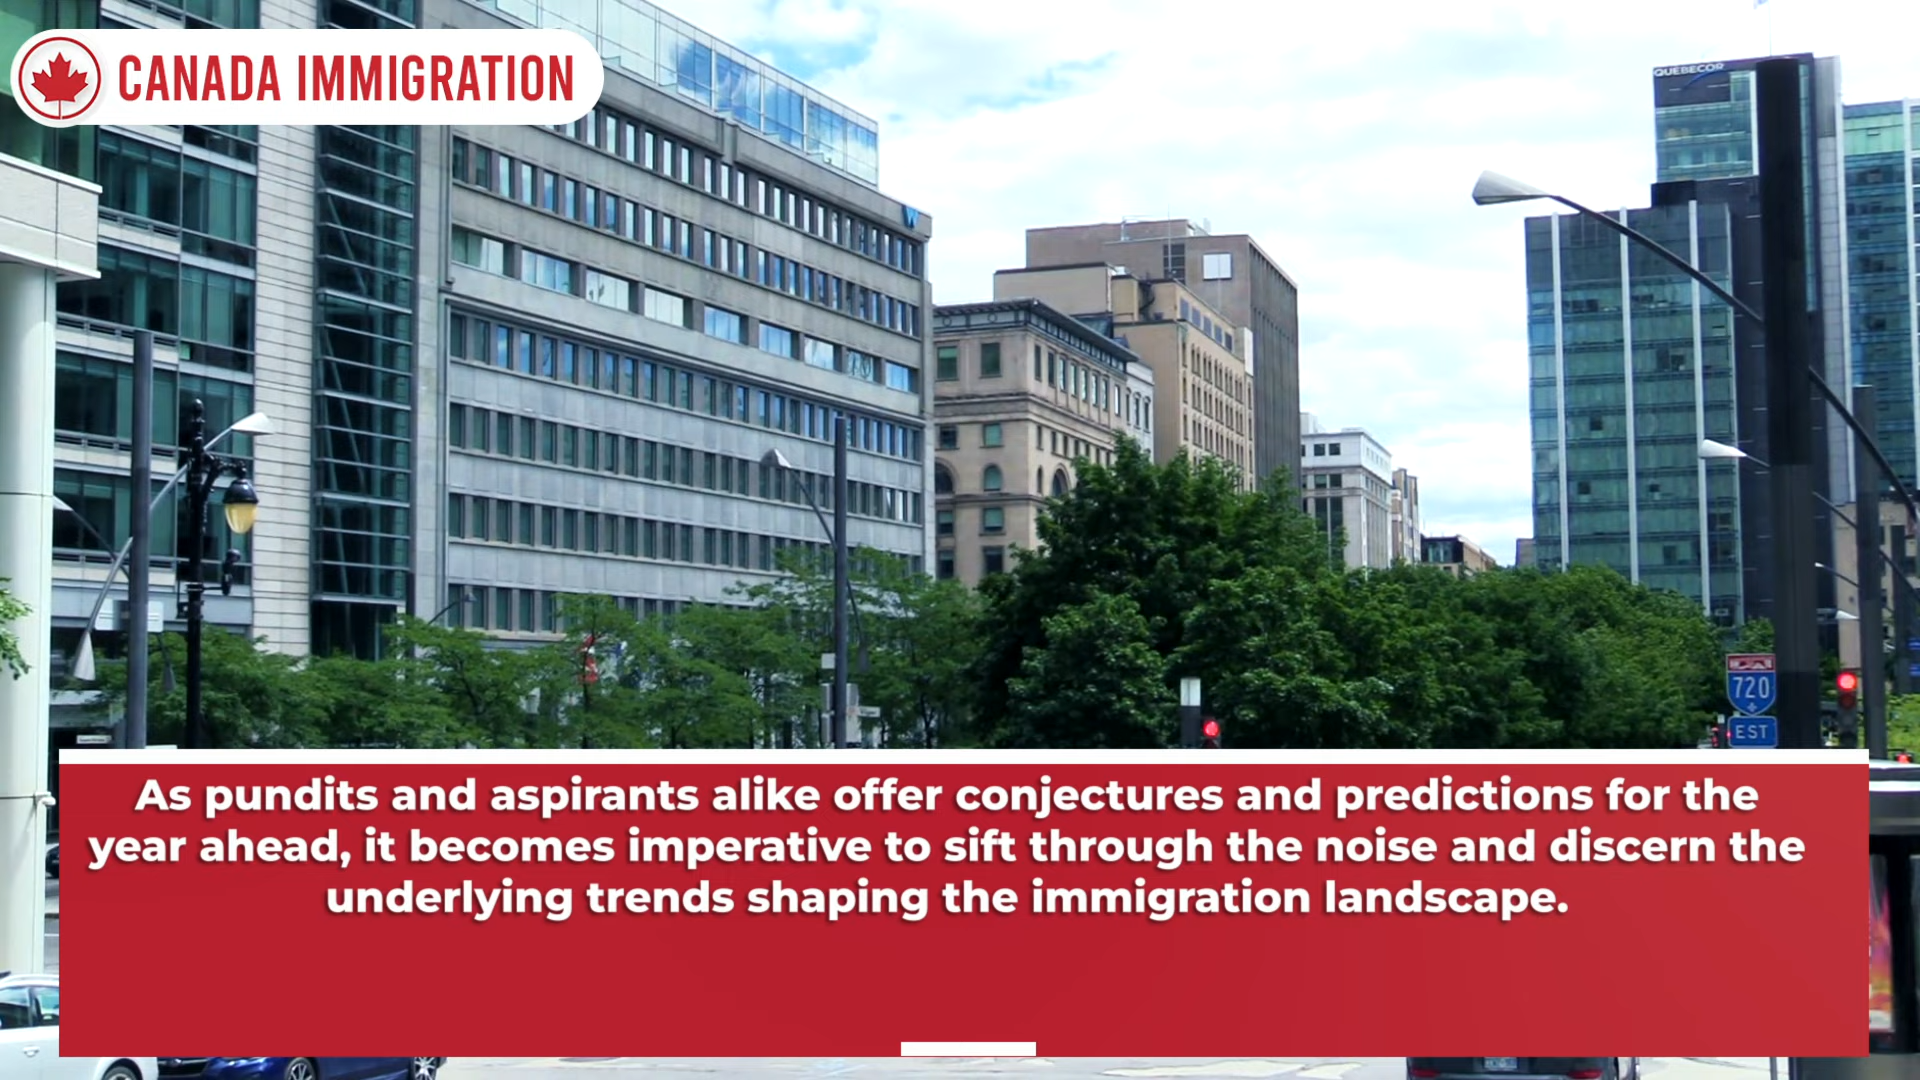 CANADA IMMIGRATION
QUEBECOR
W
720
EST
As pundits and aspirants alike offer conjectures and predictions for the
year ahead, it becomes imperative to sift through the noise and discern the
underlying trends shaping the immigration landscape.